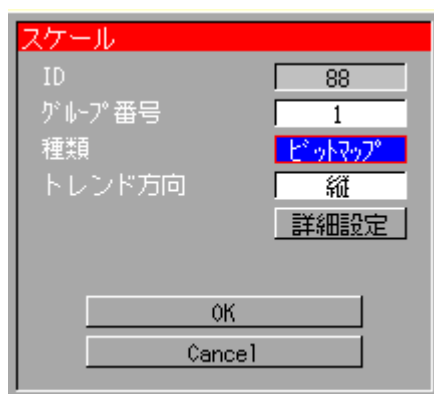 スケール
ID 88
グループ番号 1
種類 ビットマップ
トレンド方向 縦
詳細設定
OK
Cancel